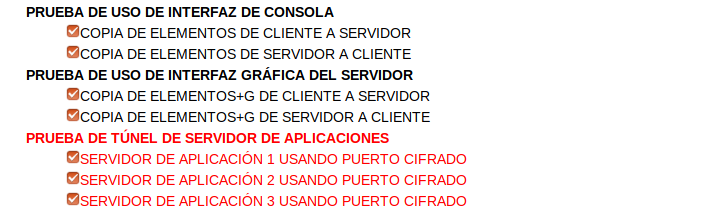 PRUEBA DE USO DE INTERFAZ DE CONSOLA
COPIA DE ELEMENTOS DE CLIENTE A SERVIDOR
COPIA DE ELEMENTOS DE SERVIDOR A CLIENTE
PRUEBA DE USO DE INTERFAZ GRÁFICA DEL SERVIDOR
COPIA DE ELEMENTOS+G DE CLIENTE A SERVIDOR
COPIA DE ELEMENTOS+G DE SERVIDOR A CLIENTE
PRUEBA DE TÚNEL DE SERVIDOR DE APLICACIONES
SERVIDOR DE APLICACIÓN 1 USANDO PUERTO CIFRADO
SERVIDOR DE APLICACIÓN 2 USANDO PUERTO CIFRADO
SERVIDOR DE APLICACIÓN 3 USANDO PUERTO CIFRADO